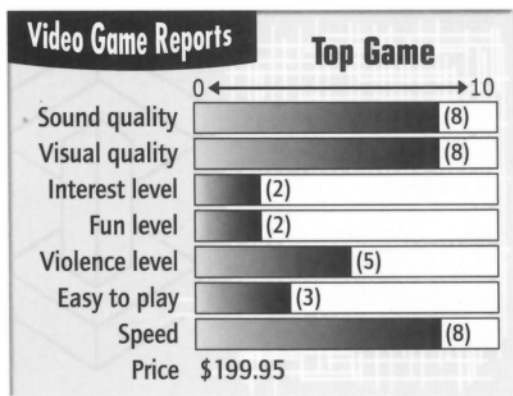 Video Game Reports
Top Game
0 10
Sound quality (8)
Visual quality (8)
Interest level (2)
Fun level (2)
Violence level (5)
Easy to play (3)
Speed (8)
Price $199.95